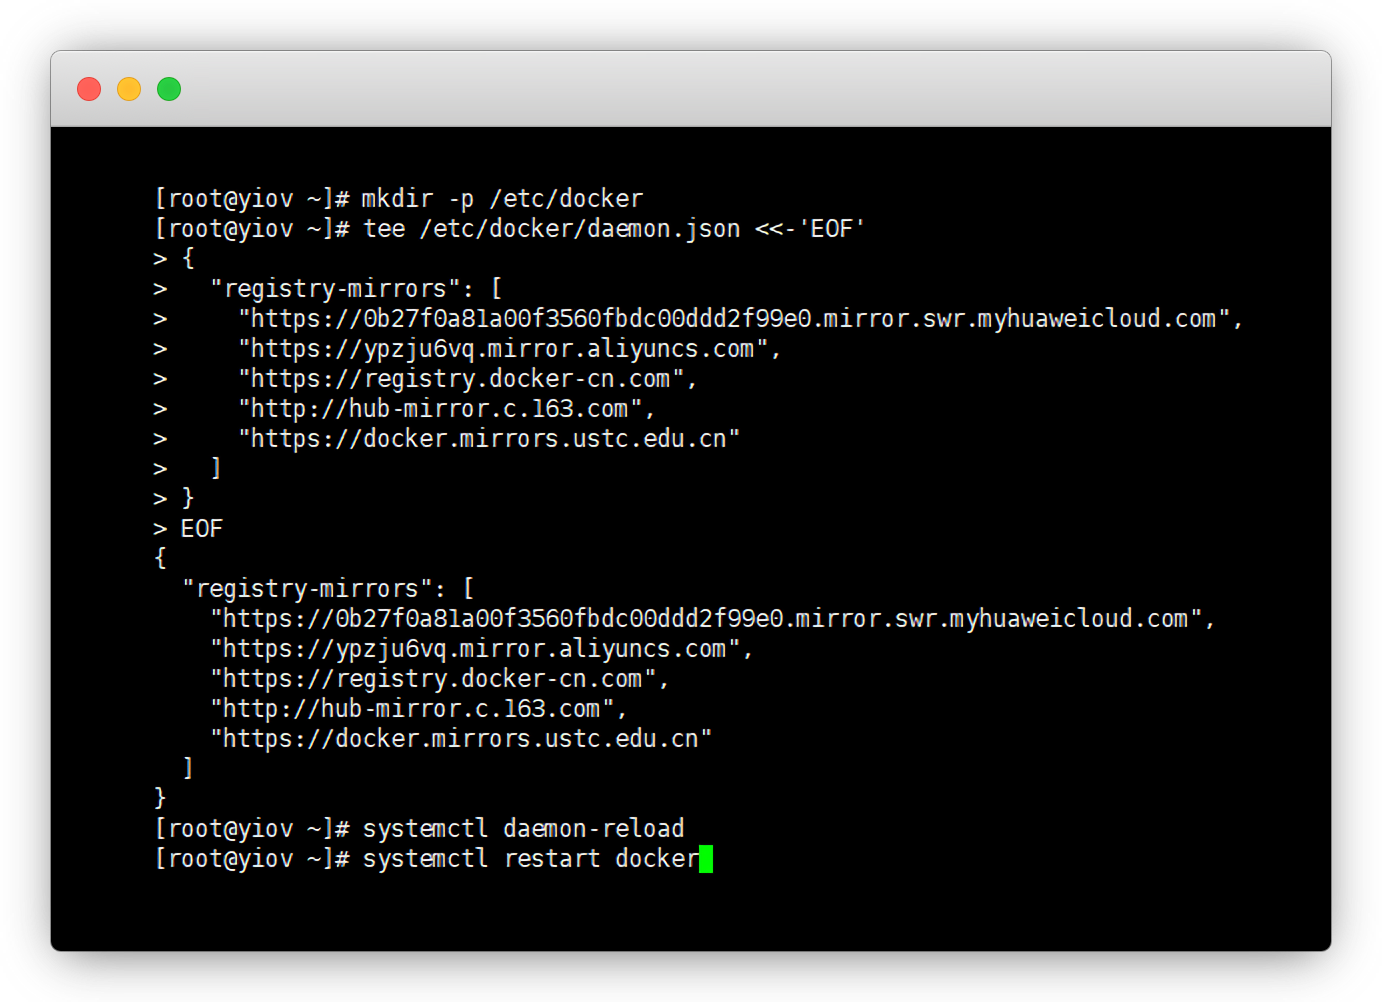 [root@yiov ~]# mkdir -p /etc/docker
[root@yiov ~]# tee /etc/docker/daemon.json <<-'EOF'
> {
>   "registry-mirrors": [
>     "https://0b27f0a81a00f3560fbdc00ddd2f99e0.mirror.swr.myhuaweicloud.com",
>     "https://ypzju6vq.mirror.aliyuncs.com",
>     "https://registry.docker-cn.com",
>     "http://hub-mirror.c.163.com",
>     "https://docker.mirrors.ustc.edu.cn"
>   ]
> }
> EOF
{
  "registry-mirrors": [
    "https://0b27f0a81a00f3560fbdc00ddd2f99e0.mirror.swr.myhuaweicloud.com",
    "https://ypzju6vq.mirror.aliyuncs.com",
    "https://registry.docker-cn.com",
    "http://hub-mirror.c.163.com",
    "https://docker.mirrors.ustc.edu.cn"
  ]
}
[root@yiov ~]# systemctl daemon-reload
[root@yiov ~]# systemctl restart docker